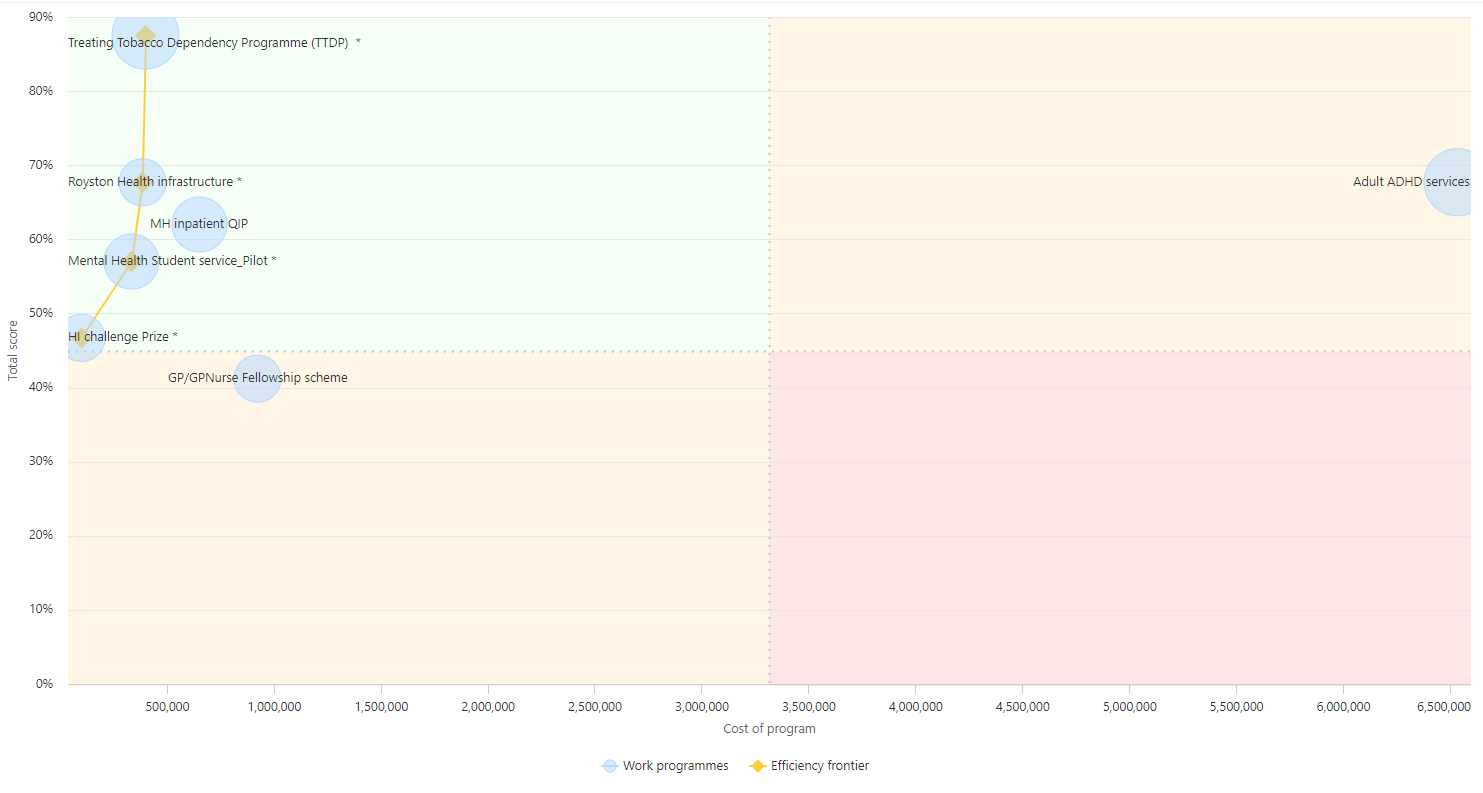 90%
Treating Tobacco Dependency Programme (TTDP) *
80%
70%
Royston Health infrastructure *
Adult ADHD services
MH inpatient QIP
60%
Mental Health Student service_Pilot *
50%
HI challenge Prize *
Total score
GP/GPNurse Fellowship scheme
40%
30%
20%
10%
0%
500,000 1,000,000 1,500,000 2,000,000 2,500,000 3,000,000 3,500,000 4,000,000 4,500,000 5,000,000 5,500,000 6,000,000 6,500,000
Cost of program
Work programmes Efficiency frontier